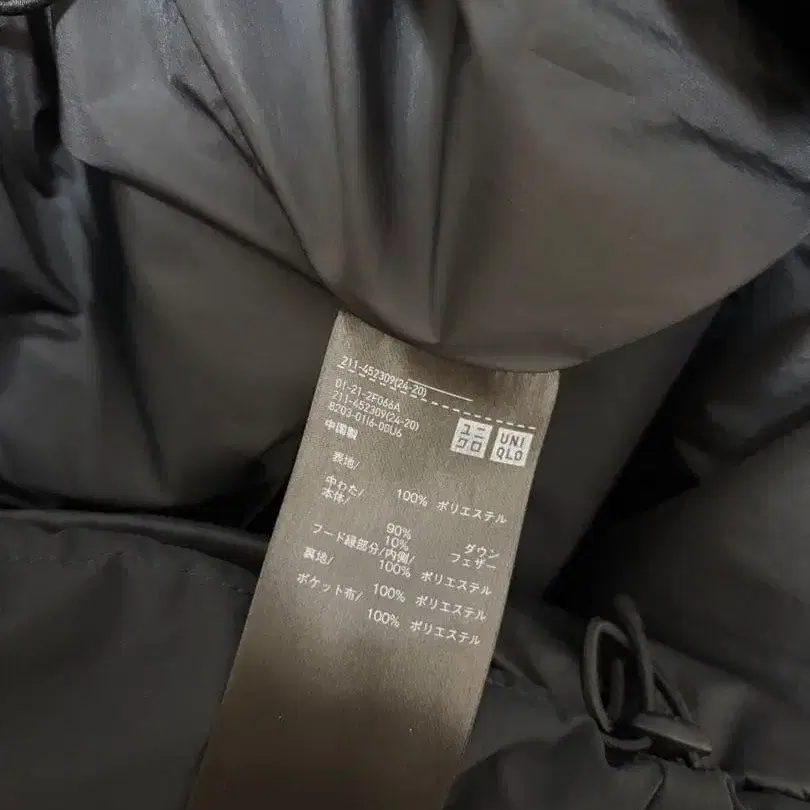 211-452309(24-20)
01-21-2F066A
211-452309(24-20)
B203-0116-00U6
中国製
ユニ
クロ
UNI
QLO
表地/
100% ポリエステル
中わた/
本体/
90% ダウン
10% フェザー
フード縁部分/内側/
100% ポリエステル
裏地/
100% ポリエステル
ポケット布/
100% ポリエステル